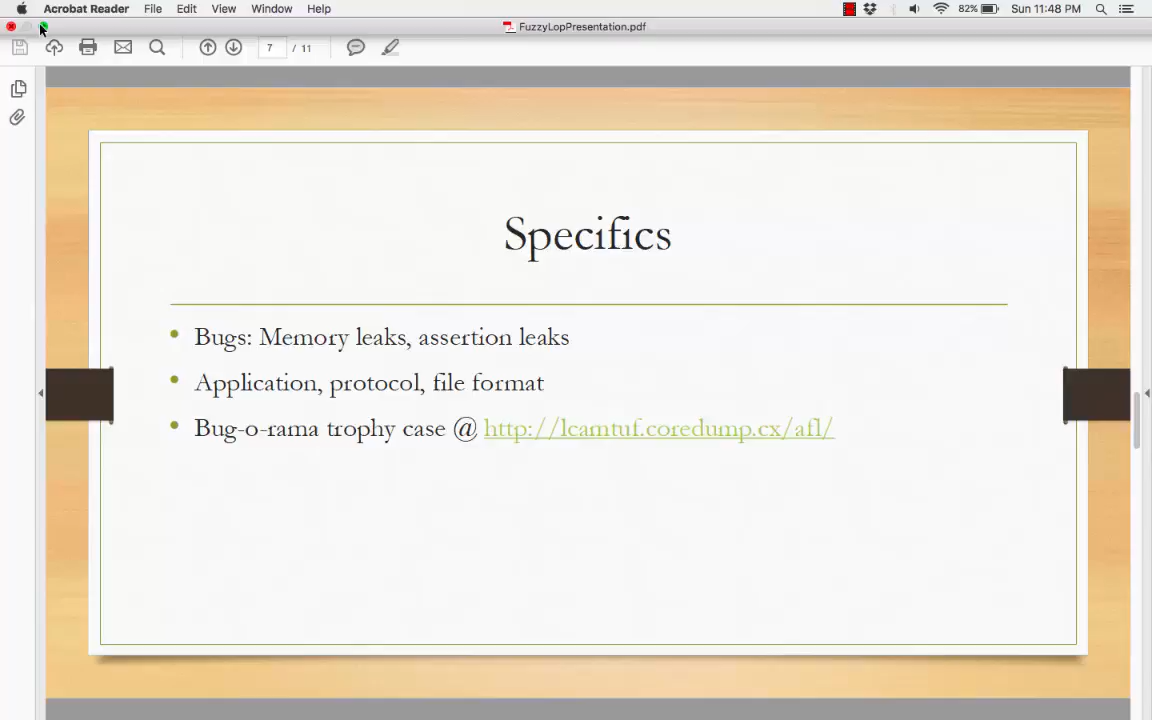 Acrobat Reader File Edit View Window Help 82% Sun 11:48 PM
FuzzyLopPresentation.pdf
7 / 11
Specifics
• Bugs: Memory leaks, assertion leaks
• Application, protocol, file format
• Bug-o-rama trophy case @ http://lcamtuf.coredump.cx/afl/